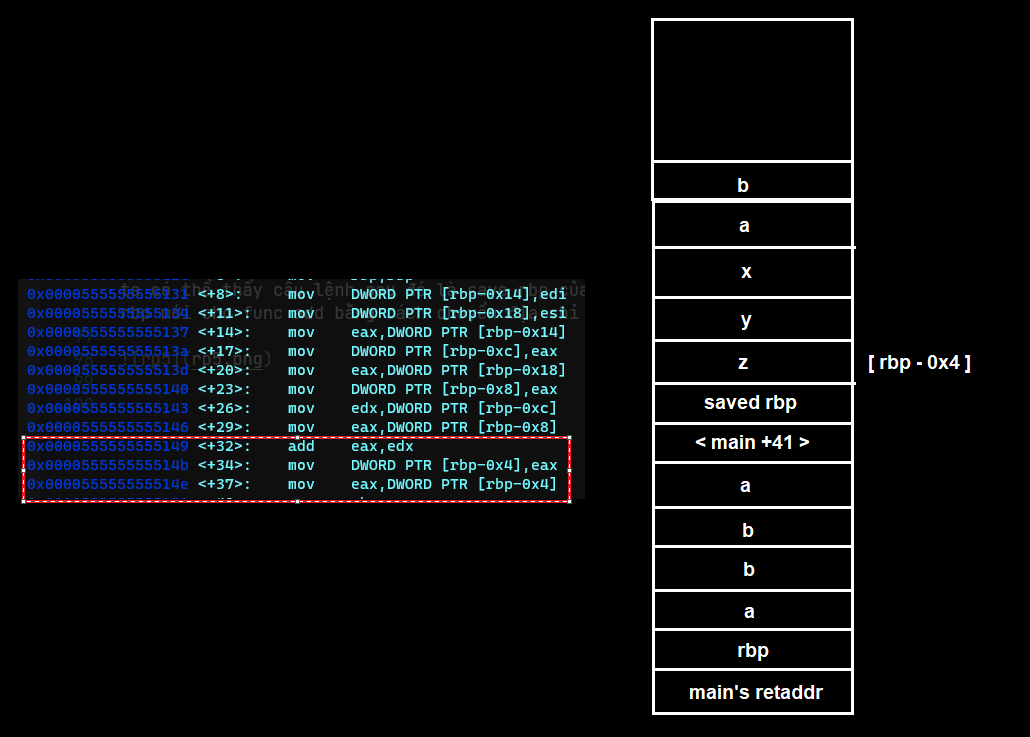 0x0000555555555131 <+8>: mov DWORD PTR [rbp-0x14],edi
0x0000555555555134 <+11>: mov DWORD PTR [rbp-0x18],esi
0x0000555555555137 <+14>: mov eax,DWORD PTR [rbp-0x14]
0x000055555555513a <+17>: mov DWORD PTR [rbp-0xc],eax
0x000055555555513d <+20>: mov eax,DWORD PTR [rbp-0x18]
0x0000555555555140 <+23>: mov DWORD PTR [rbp-0x8],eax
0x0000555555555143 <+26>: mov edx,DWORD PTR [rbp-0xc]
0x0000555555555146 <+29>: mov eax,DWORD PTR [rbp-0x8]
0x0000555555555149 <+32>: add eax,edx
0x000055555555514b <+34>: mov DWORD PTR [rbp-0x4],eax
0x000055555555514e <+37>: mov eax,DWORD PTR [rbp-0x4]
b
a
x
y
z [ rbp - 0x4 ]
saved rbp
< main +41 >
a
b
b
a
rbp
main's retaddr